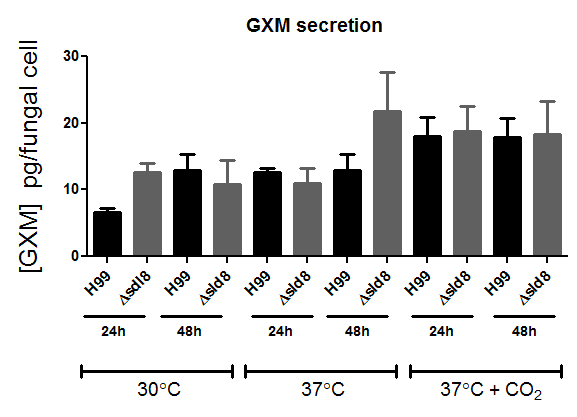 GXM secretion
[GXM] pg/fungal cell
30
20
10
0
H99 Δsdl8 H99 Δsld8 H99 Δsld8 H99 Δsld8 H99 Δsld8 H99 Δsld8
24h 48h 24h 48h 24h 48h
30°C 37°C 37°C + CO₂